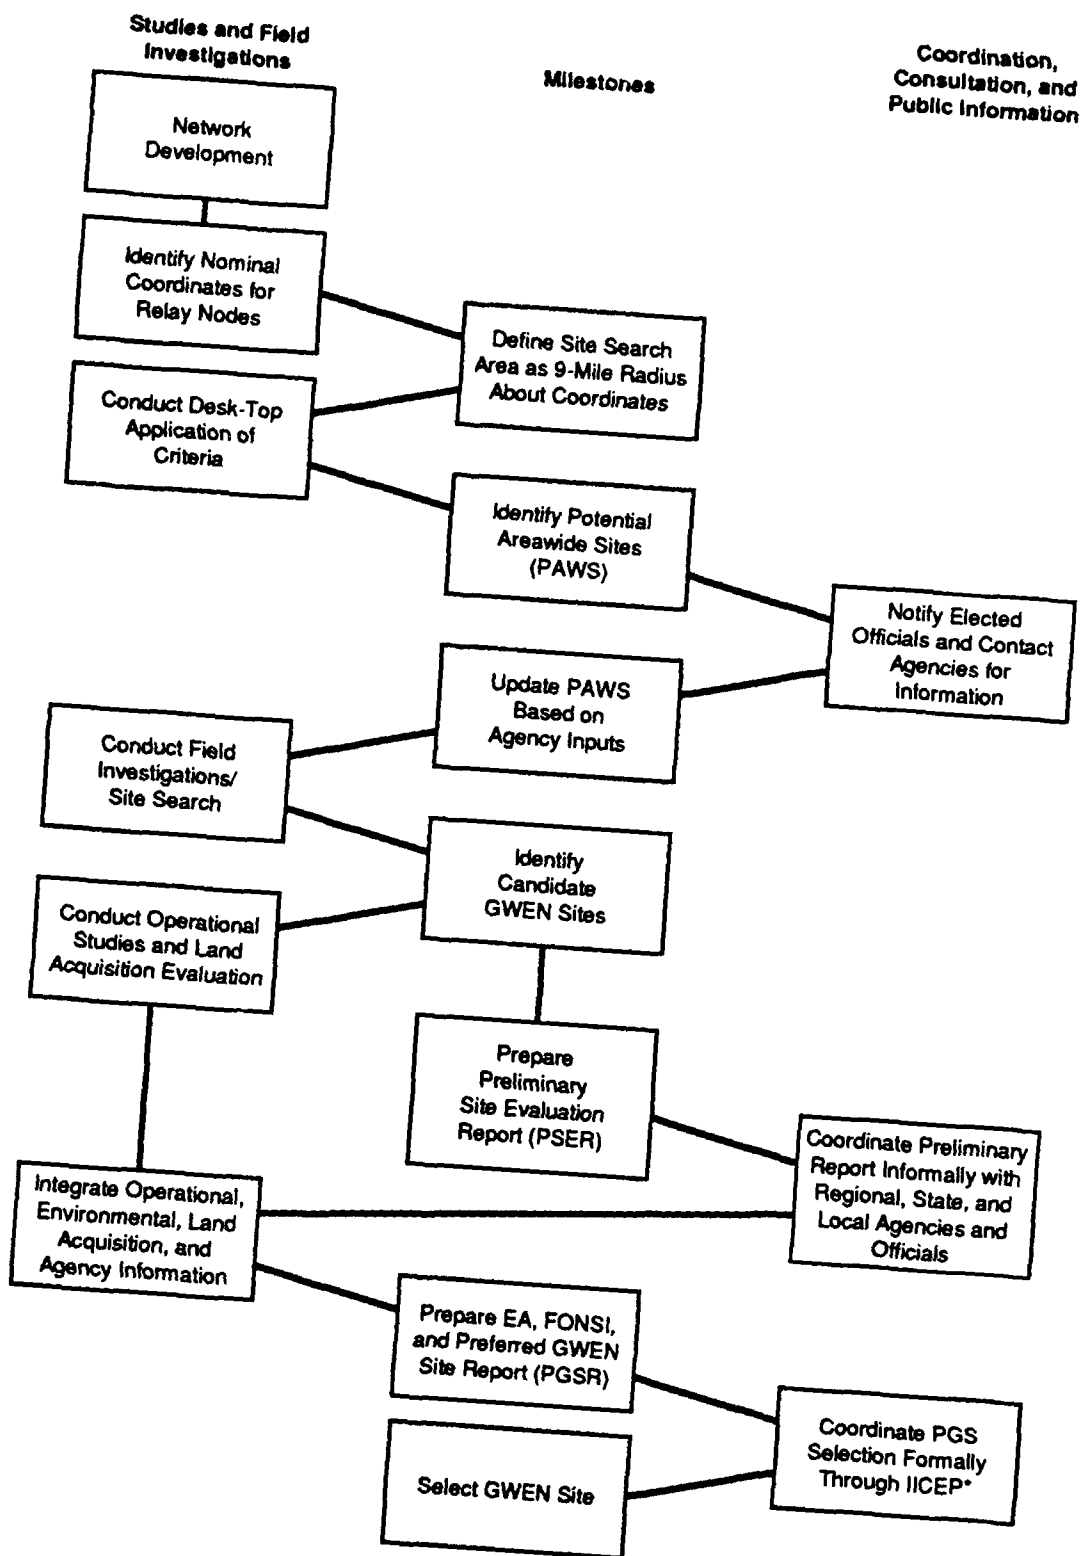 Studies and Field
Investigations
Milestones
Coordination,
Consultation, and
Public Information
Network
Development
Identify Nominal
Coordinates for
Relay Nodes
Define Site Search
Area as 9-Mile Radius
About Coordinates
Conduct Desk-Top
Application of
Criteria
Identify Potential
Areawide Sites
(PAWS)
Notify Elected
Officials and Contact
Agencies for
Information
Update PAWS
Based on
Agency Inputs
Conduct Field
Investigations/
Site Search
Identify
Candidate
GWEN Sites
Conduct Operational
Studies and Land
Acquisition Evaluation
Prepare
Preliminary
Site Evaluation
Report (PSER)
Coordinate Preliminary
Report Informally with
Regional, State, and
Local Agencies and
Officials
Integrate Operational,
Environmental, Land
Acquisition, and
Agency Information
Prepare EA, FONSI,
and Preferred GWEN
Site Report (PGSR)
Coordinate PGS
Selection Formally
Through IICEP*
Select GWEN Site